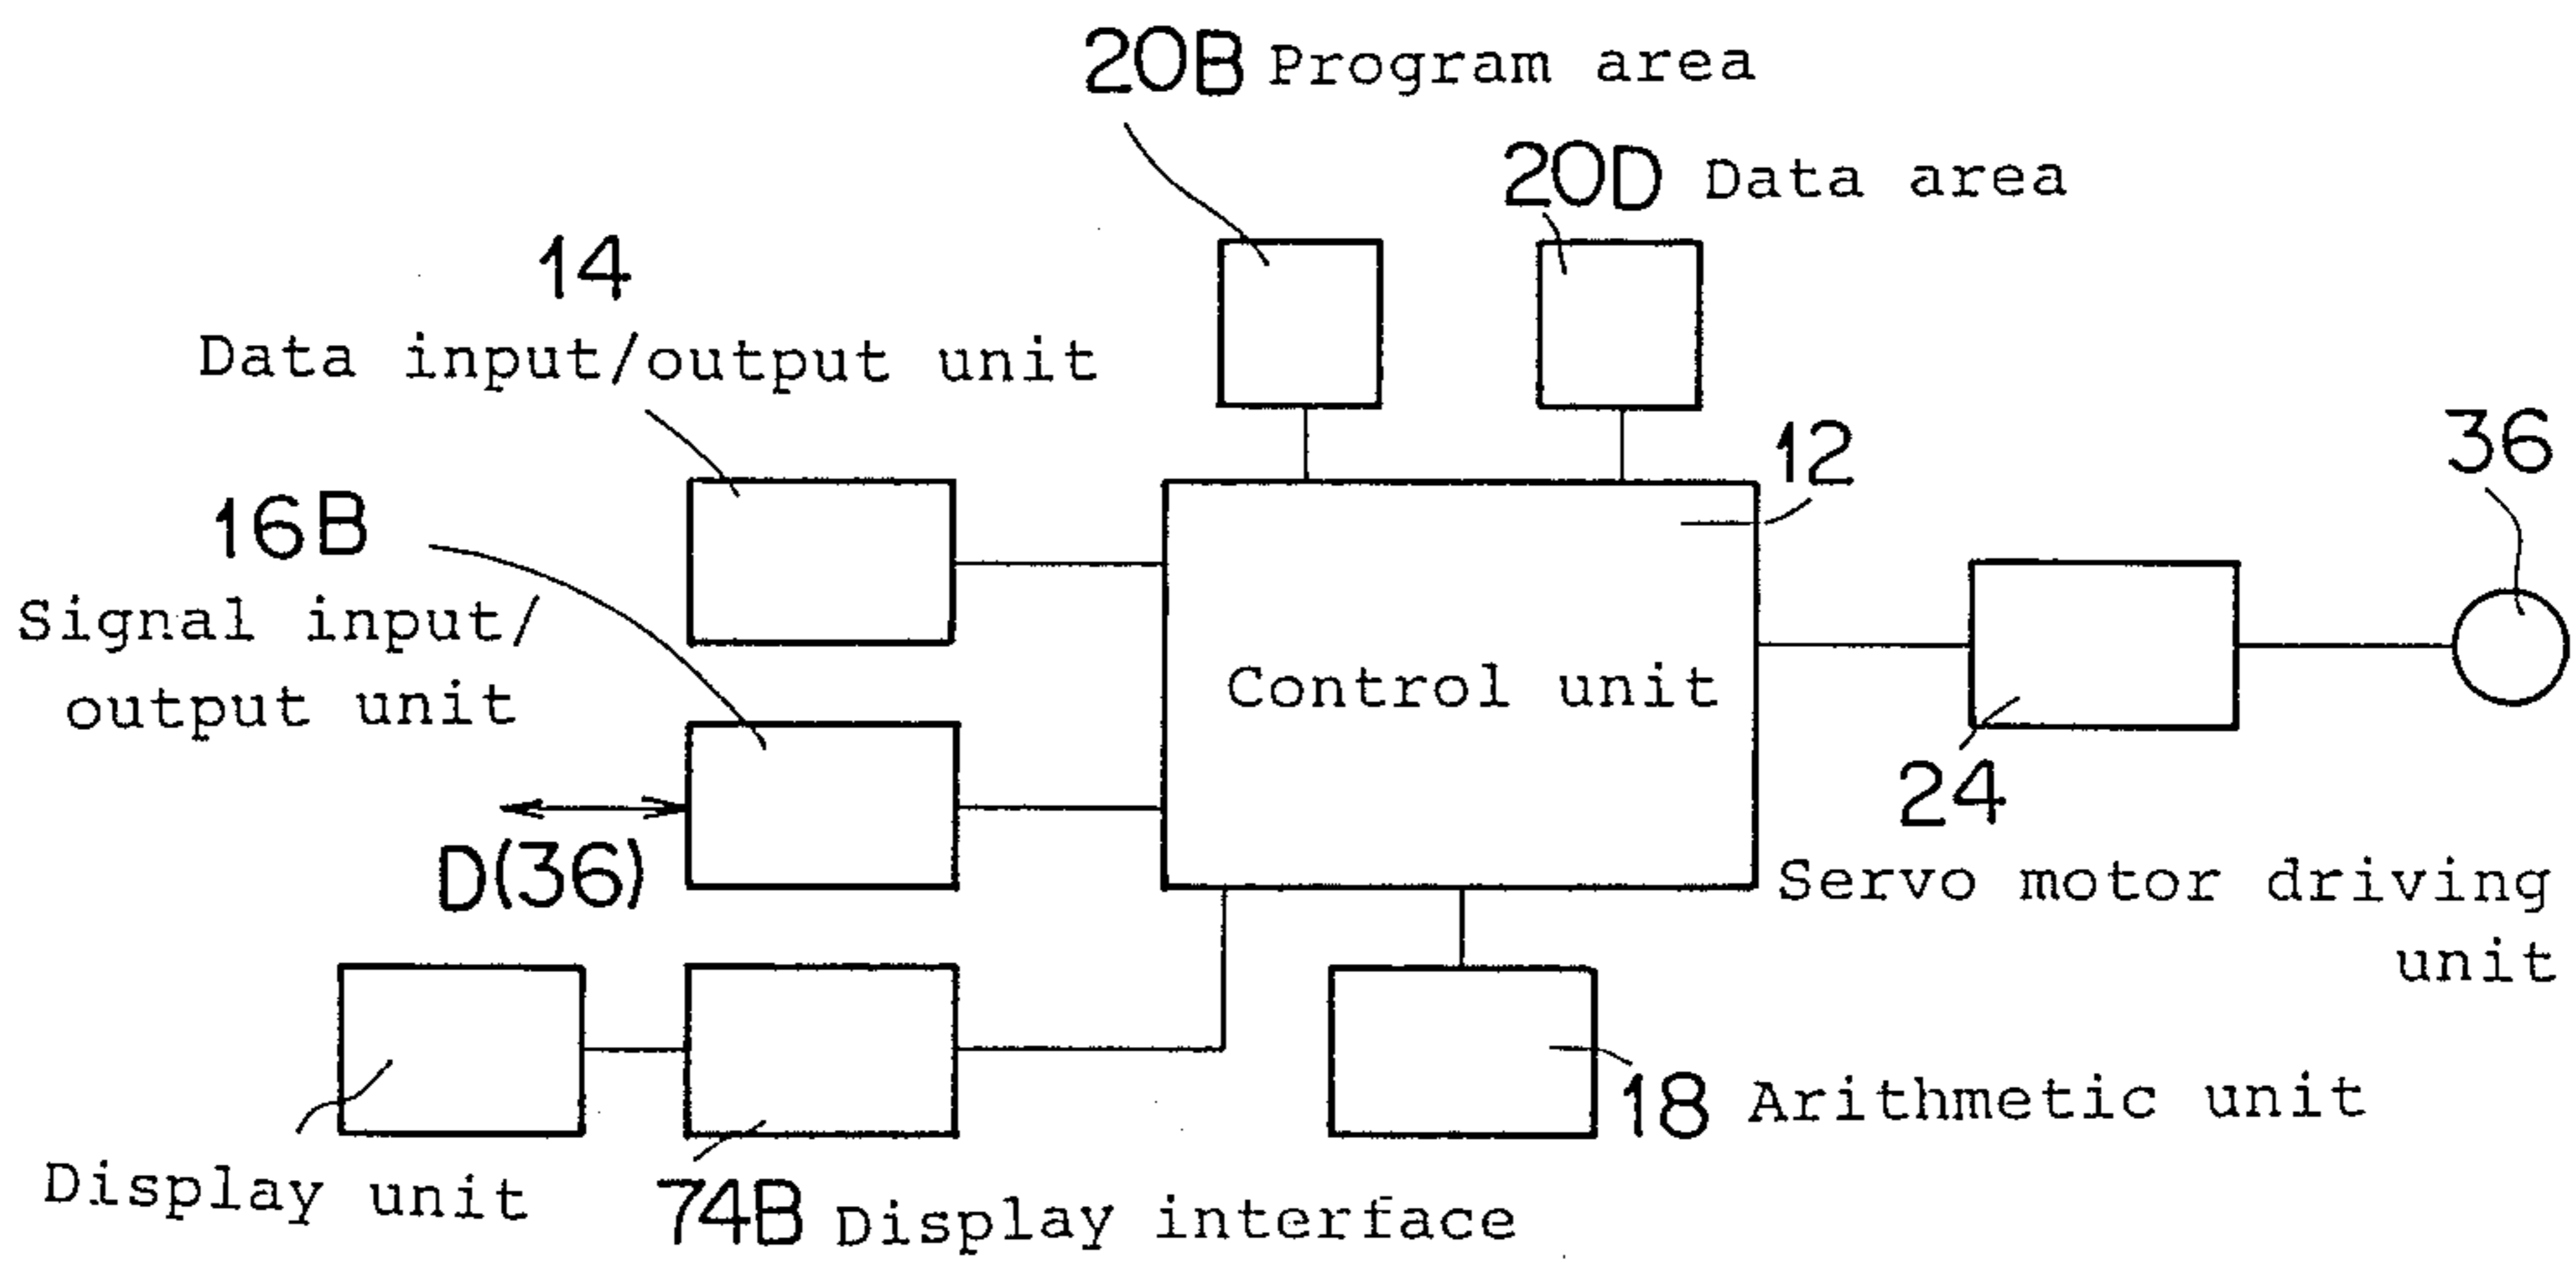 20B Program area
20D Data area
14
Data input/output unit
12
36
16B
Signal input/
output unit
Control unit
24
D(36)
Servo motor driving
unit
18 Arithmetic unit
Display unit
74B Display interface